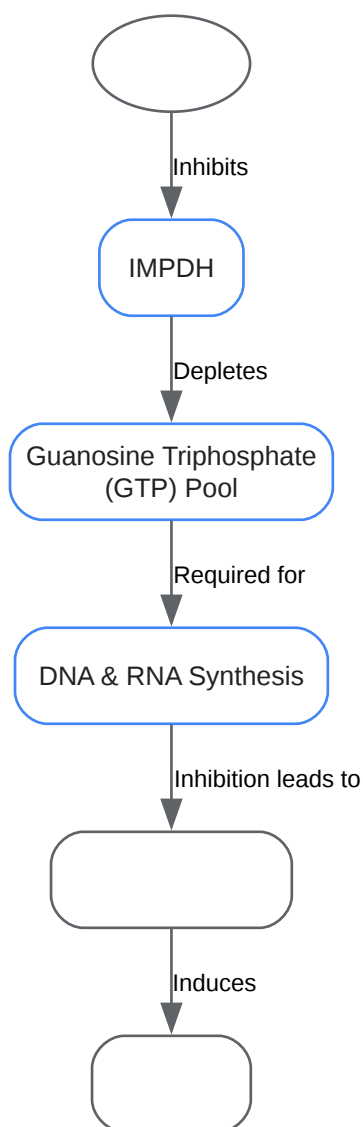 Inhibits
IMPDH
Depletes
Guanosine Triphosphate
(GTP) Pool
Required for
DNA & RNA Synthesis
Inhibition leads to
Induces